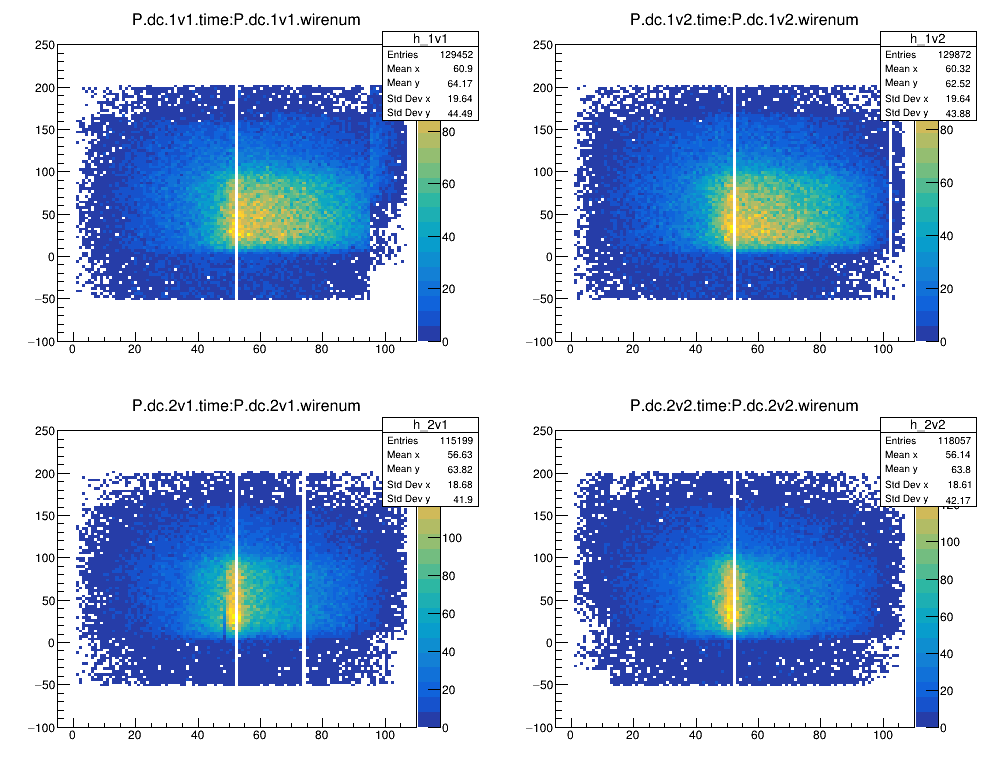 P.dc.1v1.time:P.dc.1v1.wirenum
h_1v1
Entries 129452
Mean x 60.9
Mean y 64.17
Std Dev x 19.64
Std Dev y 44.49
250
200
150
100
50
0
−50
−100
0 20 40 60 80 100
80
60
40
20
0
P.dc.1v2.time:P.dc.1v2.wirenum
h_1v2
Entries 129872
Mean x 60.32
Mean y 62.52
Std Dev x 19.64
Std Dev y 43.88
250
200
150
100
50
0
−50
−100
0 20 40 60 80 100
80
60
40
20
0
P.dc.2v1.time:P.dc.2v1.wirenum
h_2v1
Entries 115199
Mean x 56.63
Mean y 63.82
Std Dev x 18.68
Std Dev y 41.9
250
200
150
100
50
0
−50
−100
0 20 40 60 80 100
100
80
60
40
20
0
P.dc.2v2.time:P.dc.2v2.wirenum
h_2v2
Entries 118057
Mean x 56.14
Mean y 63.8
Std Dev x 18.61
Std Dev y 42.17
250
200
150
100
50
0
−50
−100
0 20 40 60 80 100
120
100
80
60
40
20
0